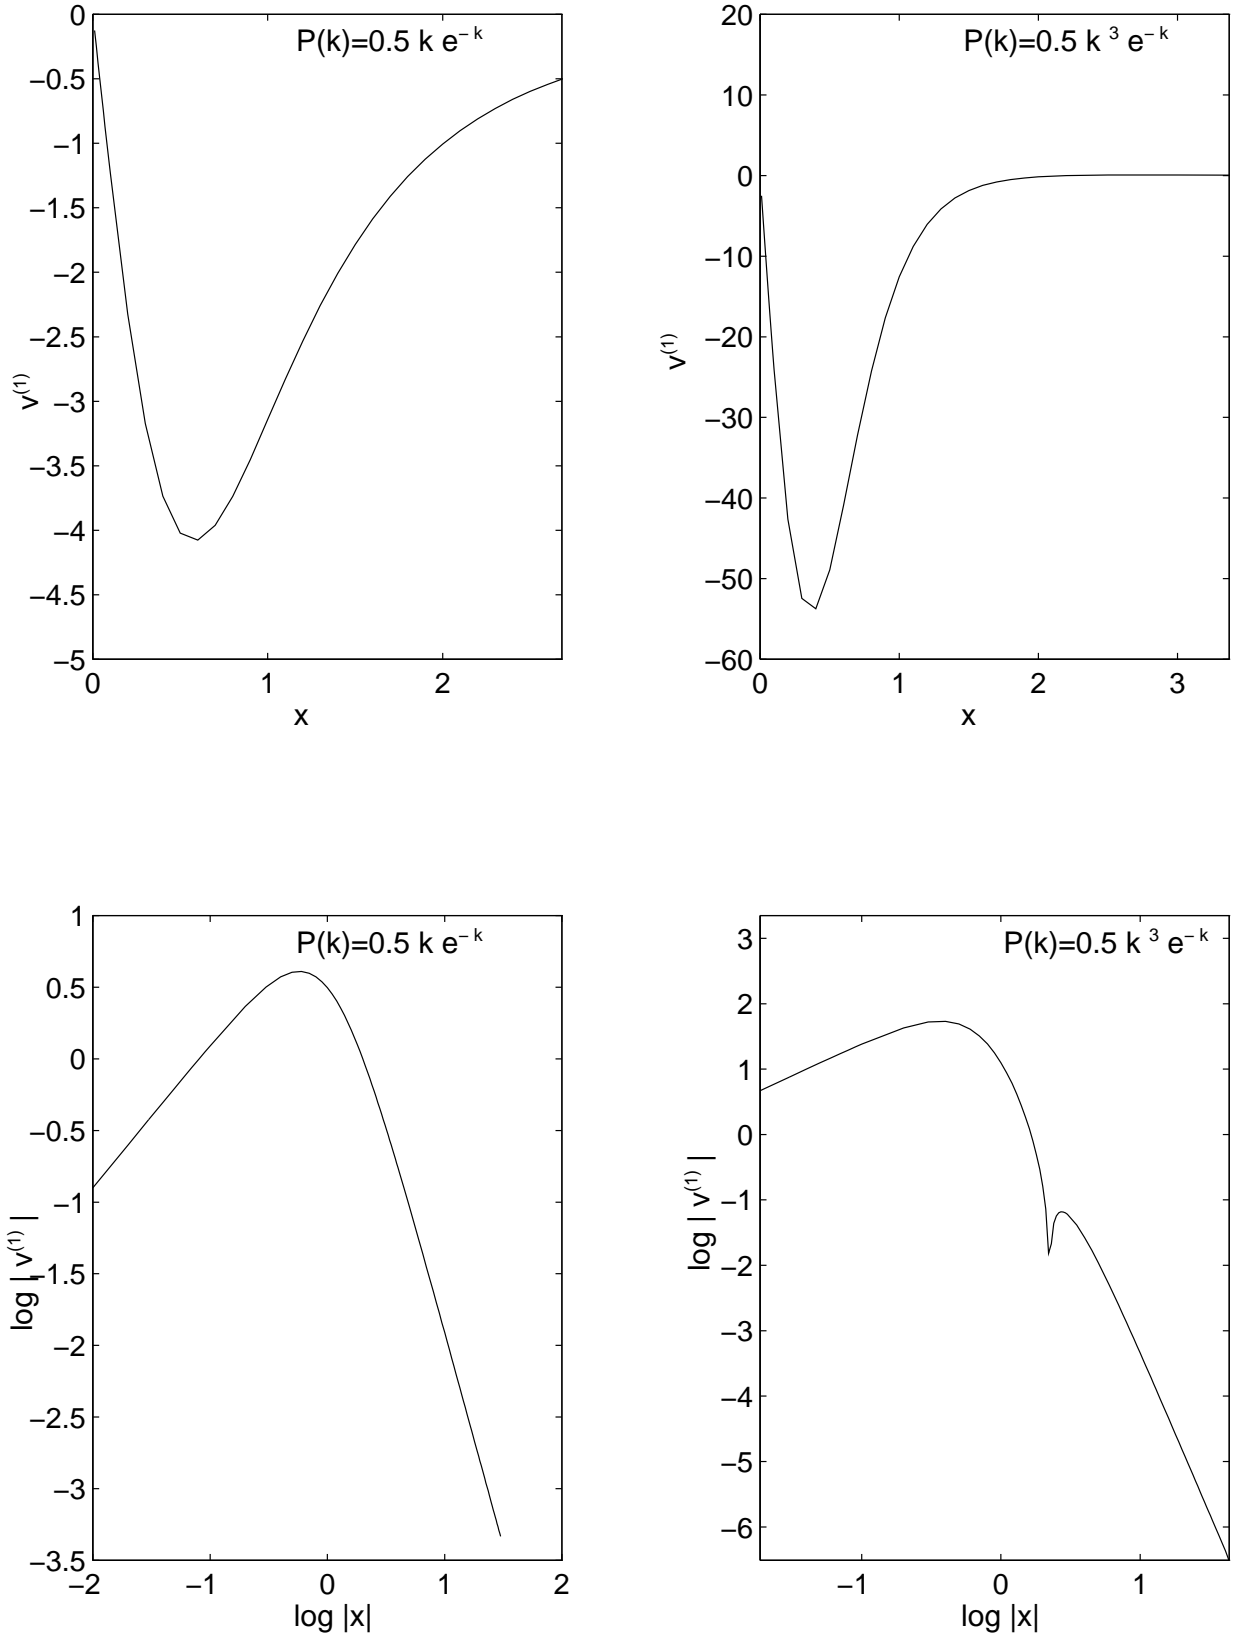 P(k)=0.5 k e^{– k}
0
–0.5
–1
–1.5
–2
–2.5
–3
–3.5
–4
–4.5
–5
v^{(1)}
0 1 2
x
P(k)=0.5 k ^3 e^{– k}
20
10
0
–10
–20
–30
–40
–50
–60
v^{(1)}
0 1 2 3
x
P(k)=0.5 k e^{– k}
1
0.5
0
–0.5
–1
–1.5
–2
–2.5
–3
–3.5
log | v^{(1)} |
–2 –1 0 1 2
log |x|
P(k)=0.5 k ^3 e^{– k}
3
2
1
0
–1
–2
–3
–4
–5
–6
log | v^{(1)} |
–1 0 1
log |x|